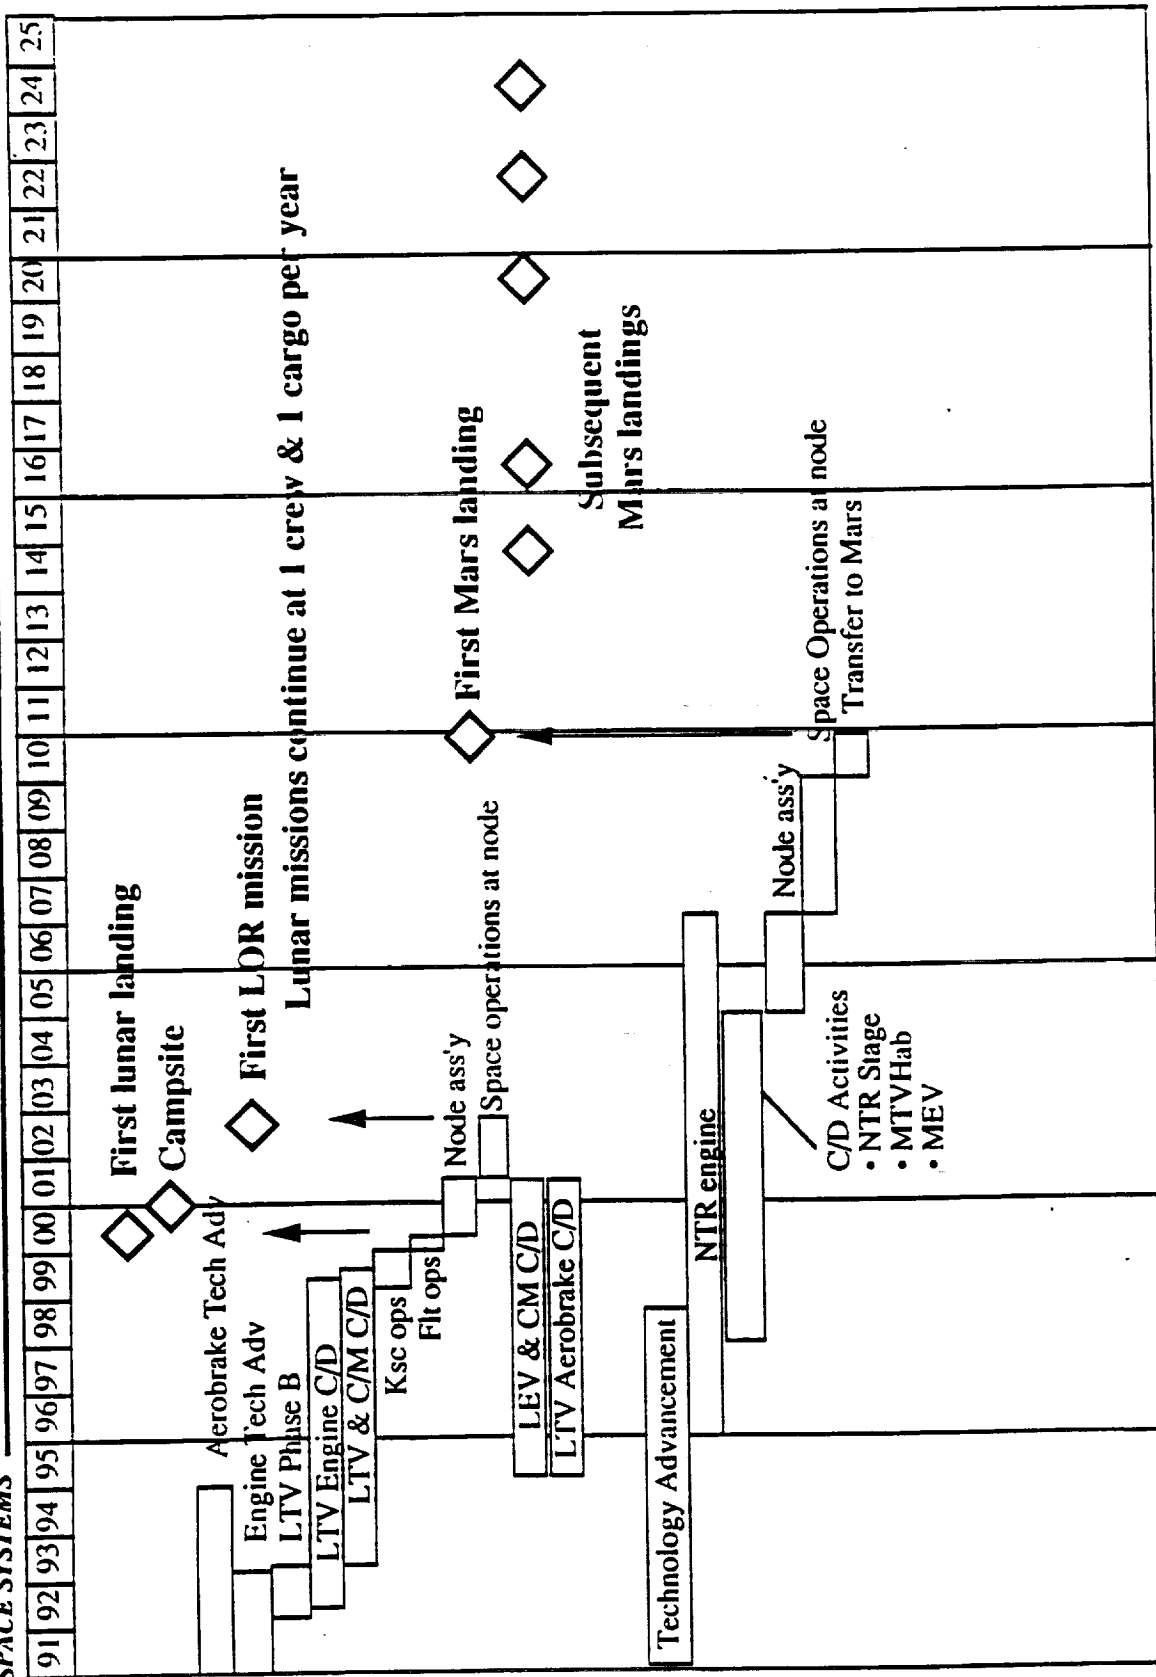 SPACE SYSTEMS
91 92 93 94 95 96 97 98 99 00 01 02 03 04 05 06 07 08 09 10 11 12 13 14 15 16 17 18 19 20 21 22 23 24 25
First lunar landing
Campsite
First LOR mission
Lunar missions continue at 1 crew & 1 cargo per year
Aerobrake Tech Adv
Engine Tech Adv
LTV Phase B
LTV Engine C/D
LTV & C/M C/D
Ksc ops
Flt ops
Node ass'y
Space operations at node
LEV & CM C/D
LTV Aerobrake C/D
First Mars landing
Subsequent
Mars landings
Technology Advancement
NTR engine
C/D Activities
• NTR Stage
• MTVHab
• MEV
Node ass'y
Space Operations at node
Transfer to Mars